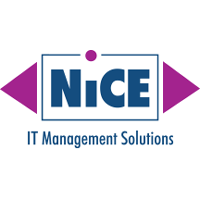 NiCE
IT Management Solutions